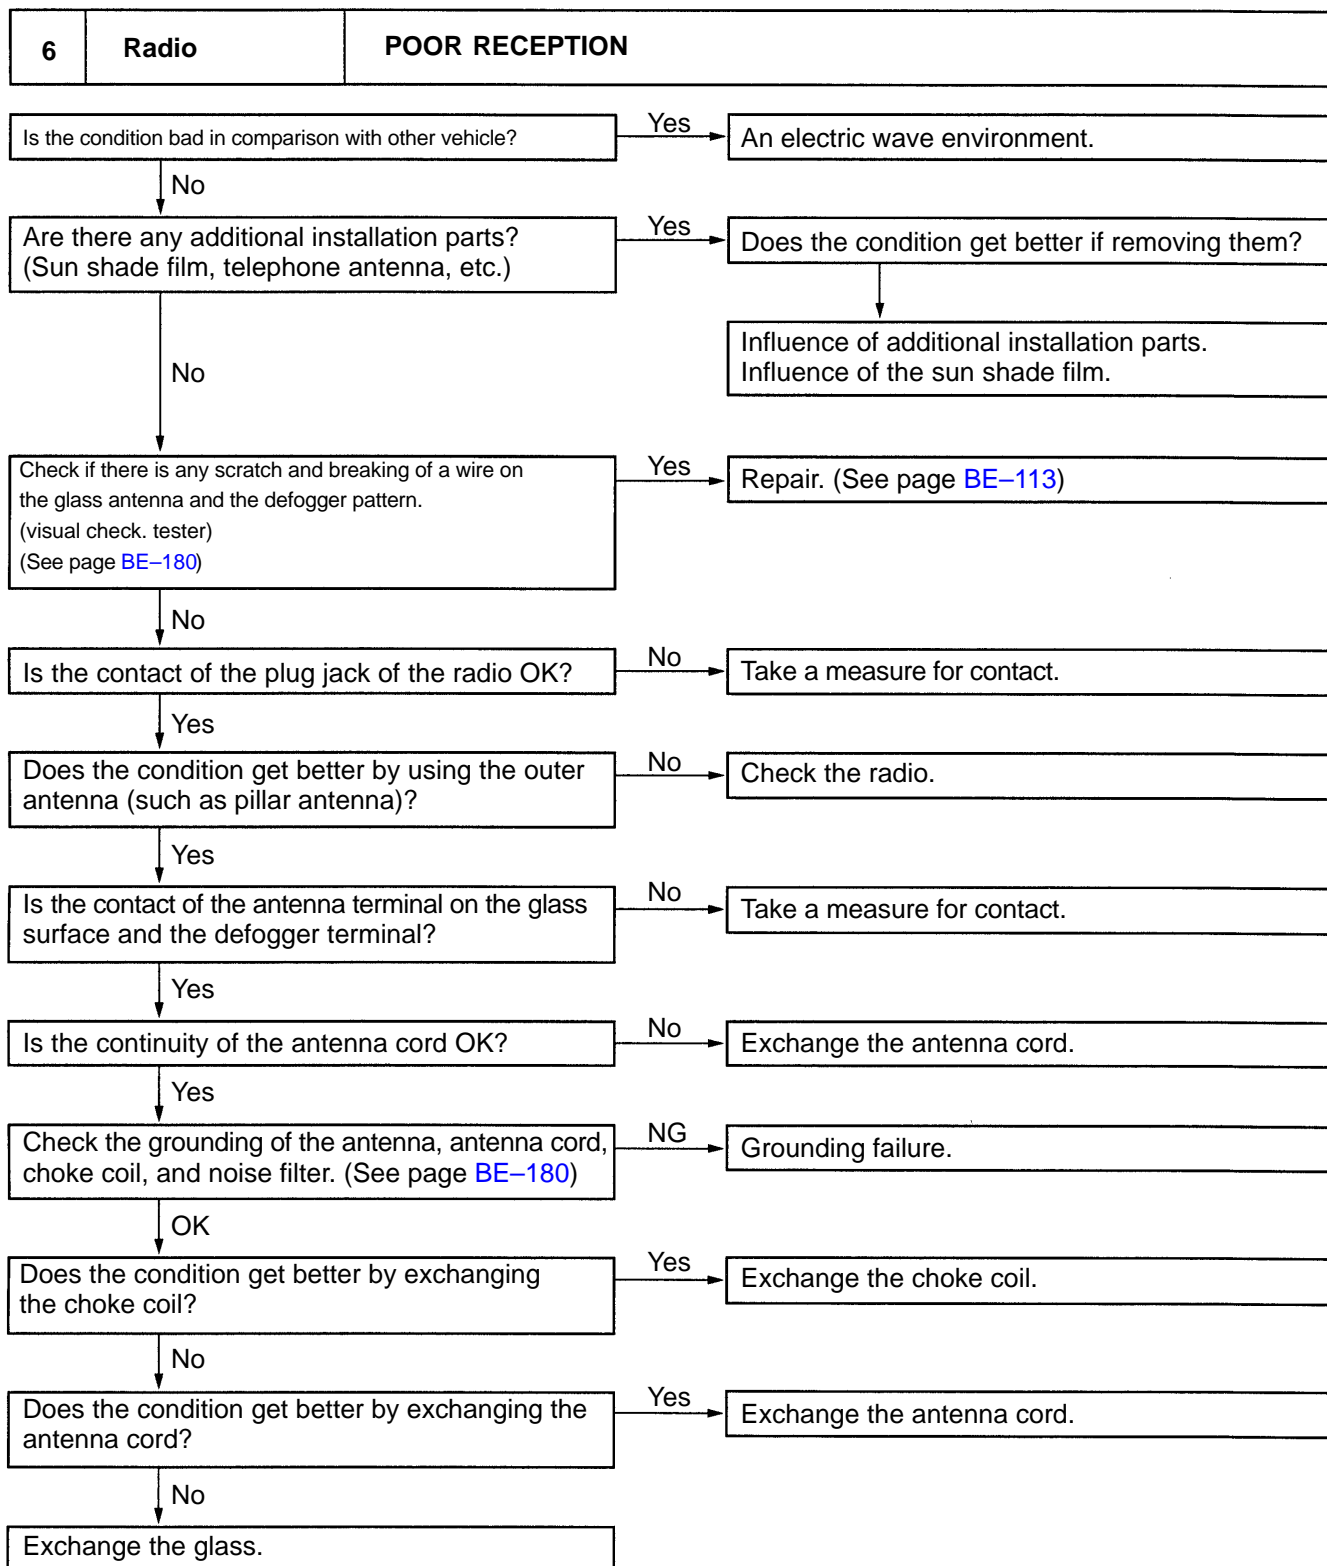 6 Radio POOR RECEPTION
Is the condition bad in comparison with other vehicle?
Yes
An electric wave environment.
No
Are there any additional installation parts?
(Sun shade film, telephone antenna, etc.)
Yes
Does the condition get better if removing them?
Influence of additional installation parts.
Influence of the sun shade film.
No
Check if there is any scratch and breaking of a wire on
the glass antenna and the defogger pattern.
(visual check. tester)
(See page BE–180)
Yes
Repair. (See page BE–113)
No
Is the contact of the plug jack of the radio OK?
No
Take a measure for contact.
Yes
Does the condition get better by using the outer
antenna (such as pillar antenna)?
No
Check the radio.
Yes
Is the contact of the antenna terminal on the glass
surface and the defogger terminal?
No
Take a measure for contact.
Yes
Is the continuity of the antenna cord OK?
No
Exchange the antenna cord.
Yes
Check the grounding of the antenna, antenna cord,
choke coil, and noise filter. (See page BE–180)
NG
Grounding failure.
OK
Does the condition get better by exchanging
the choke coil?
Yes
Exchange the choke coil.
No
Does the condition get better by exchanging the
antenna cord?
Yes
Exchange the antenna cord.
No
Exchange the glass.